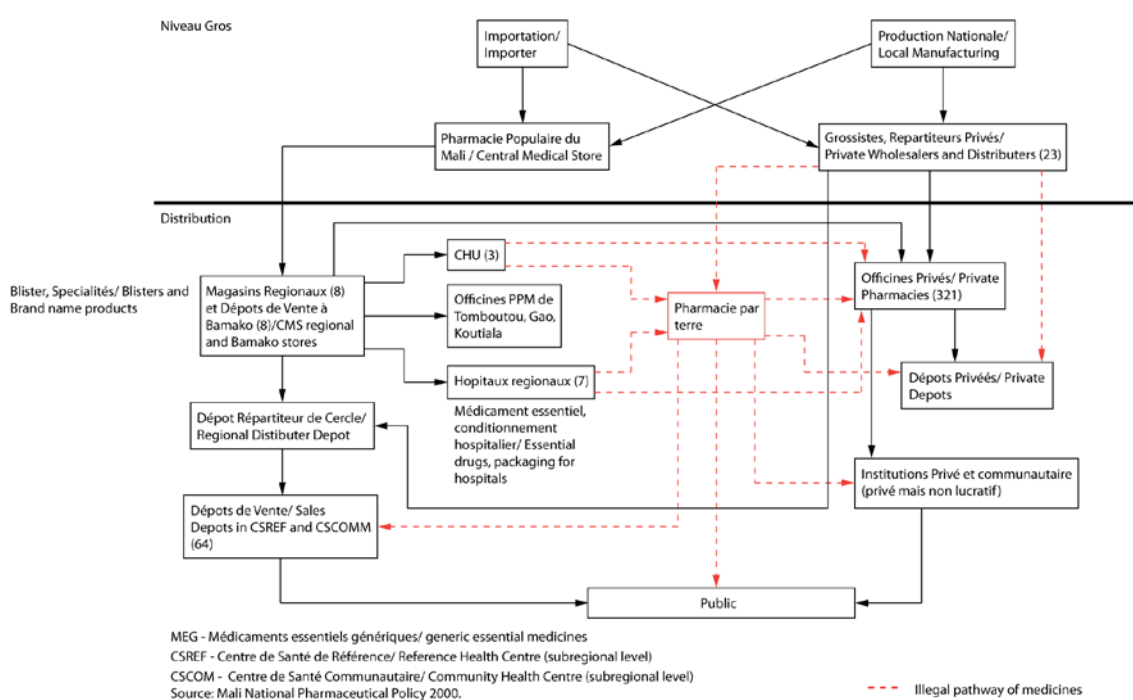 Niveau Gros
Importation/
Importer
Production Nationale/
Local Manufacturing
Pharmacie Populaire du
Mali / Central Medical Store
Grossistes, Repartiteurs Privés/
Private Wholesalers and Distributers (23)
Distribution
Blister, Specialités/ Blisters and
Brand name products
Magasins Regionaux (8)
et Dépots de Vente à
Bamako (8)/CMS regional
and Bamako stores
CHU (3)
Officines PPM de
Tomboutou, Gao,
Koutiala
Hopitaux regionaux (7)
Médicament essentiel,
conditionnement
hospitalier/ Essential
drugs, packaging for
hospitals
Pharmacie par
terre
Officines Privés/ Private
Pharmacies (321)
Dépots Privéés/ Private
Depots
Dépot Répartiteur de Cercle/
Regional Distributer Depot
Institutions Privé et communautaire
(privé mais non lucratif)
Dépots de Vente/ Sales
Depots in CSREF and CSCOMM
(64)
Public
MEG - Médicaments essentiels génériques/ generic essential medicines
CSREF - Centre de Santé de Référence/ Reference Health Centre (subregional level)
CSCOM - Centre de Santé Communautaire/ Community Health Centre (subregional level)
Source: Mali National Pharmaceutical Policy 2000.
Illegal pathway of medicines